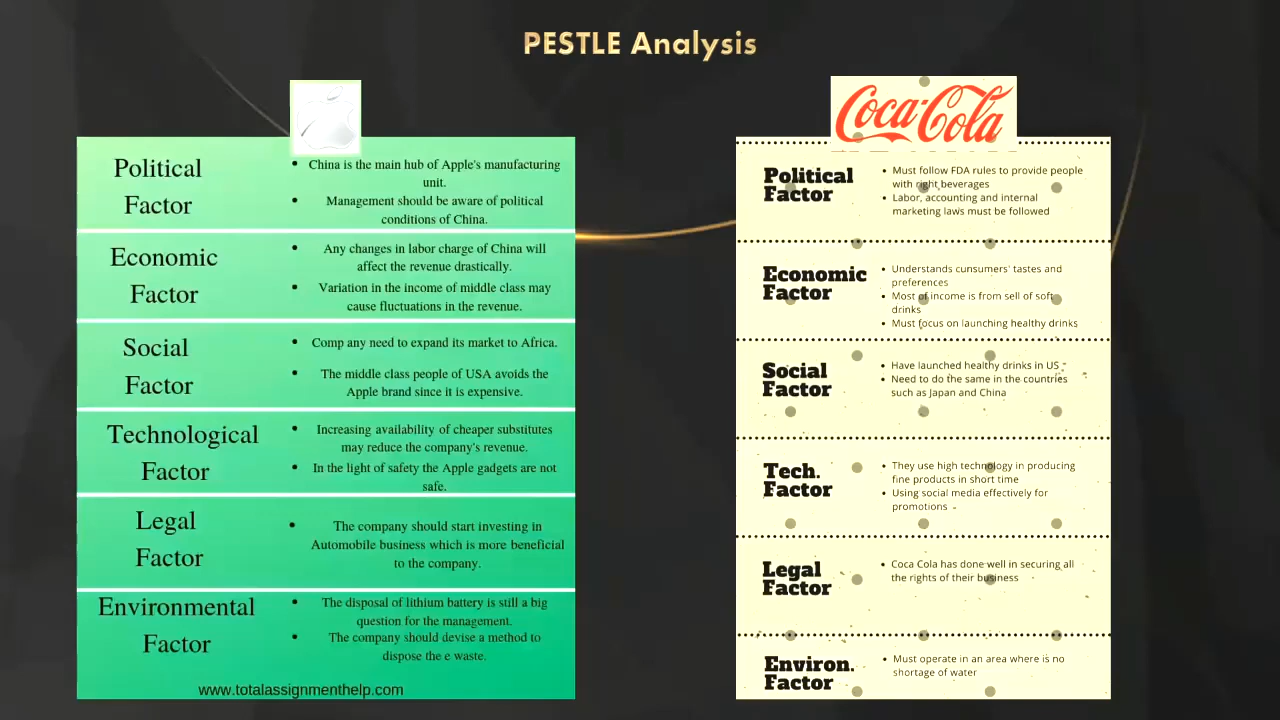 PESTLE Analysis
Political
Factor
• China is the main hub of Apple's manufacturing
unit.
• Management should be aware of political
conditions of China.
Economic
Factor
• Any changes in labor charge of China will
affect the revenue drastically.
• Variation in the income of middle class may
cause fluctuations in the revenue.
Social
Factor
• Comp any need to expand its market to Africa.
• The middle class people of USA avoids the
Apple brand since it is expensive.
Technological
Factor
• Increasing availability of cheaper substitutes
may reduce the company's revenue.
• In the light of safety the Apple gadgets are not
safe.
Legal
Factor
• The company should start investing in
Automobile business which is more beneficial
to the company.
Environmental
Factor
• The disposal of lithium battery is still a big
question for the management.
• The company should devise a method to
dispose the e waste.
www.totalassignmenthelp.com
Coca-Cola
Political
Factor
• Must follow FDA rules to provide people
with right beverages
• Labor, accounting and internal
marketing laws must be followed
Economic
Factor
• Understands cunsumers' tastes and
preferences
• Most of income is from sell of soft
drinks
• Must focus on launching healthy drinks
Social
Factor
• Have launched healthy drinks in US
• Need to do the same in the countries
such as Japan and China
Tech.
Factor
• They use high technology in producing
fine products in short time
• Using social media effectively for
promotions
Legal
Factor
• Coca Cola has done well in securing all
the rights of their business
Environ.
Factor
• Must operate in an area where is no
shortage of water